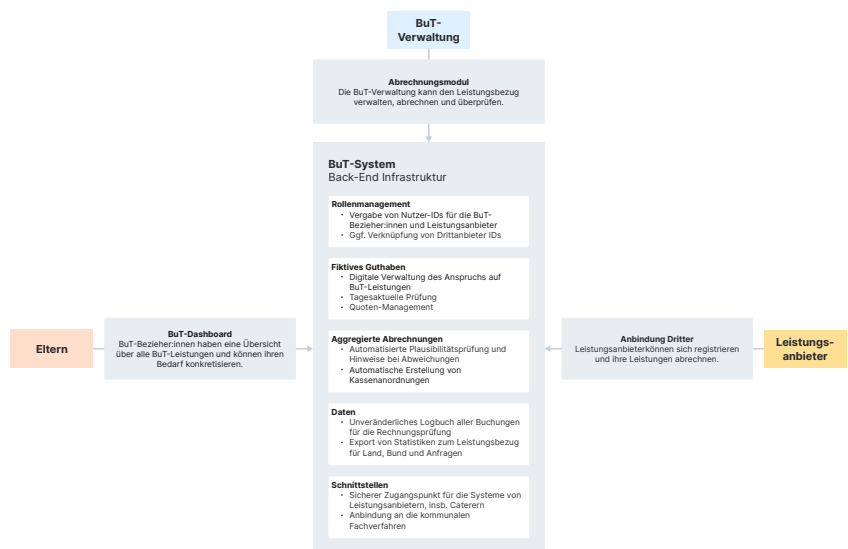 BuT-
Verwaltung
Abrechnungsmodul
Die BuT-Verwaltung kann den Leistungsbezug
verwalten, abrechnen und überprüfen.
BuT-System
Back-End Infrastruktur
Rollenmanagement
· Vergabe von Nutzer-IDs für die BuT-
Bezieher:innen und Leistungsanbieter
· Ggf. Verknüpfung von Drittanbieter IDs
Fiktives Guthaben
· Digitale Verwaltung des Anspruchs auf
BuT-Leistungen
· Tagesaktuelle Prüfung
· Quoten-Management
Aggregierte Abrechnungen
· Automatisierte Plausibilitätsprüfung und
Hinweise bei Abweichungen
· Automatische Erstellung von
Kassenanordnungen
Daten
· Unveränderliches Logbuch aller Buchungen
für die Rechnungsprüfung
· Export von Statistiken zum Leistungsbezug
für Land, Bund und Anfragen
Schnittstellen
· Sicherer Zugangspunkt für die Systeme von
Leistungsanbietern, insb. Caterern
· Anbindung an die kommunalen
Fachverfahren
Eltern
BuT-Dashboard
BuT-Bezieher:innen haben eine Übersicht
über alle BuT-Leistungen und können ihren
Bedarf konkretisieren.
Anbindung Dritter
Leistungsanbieterkönnen sich registrieren
und ihre Leistungen abrechnen.
Leistungs-
anbieter